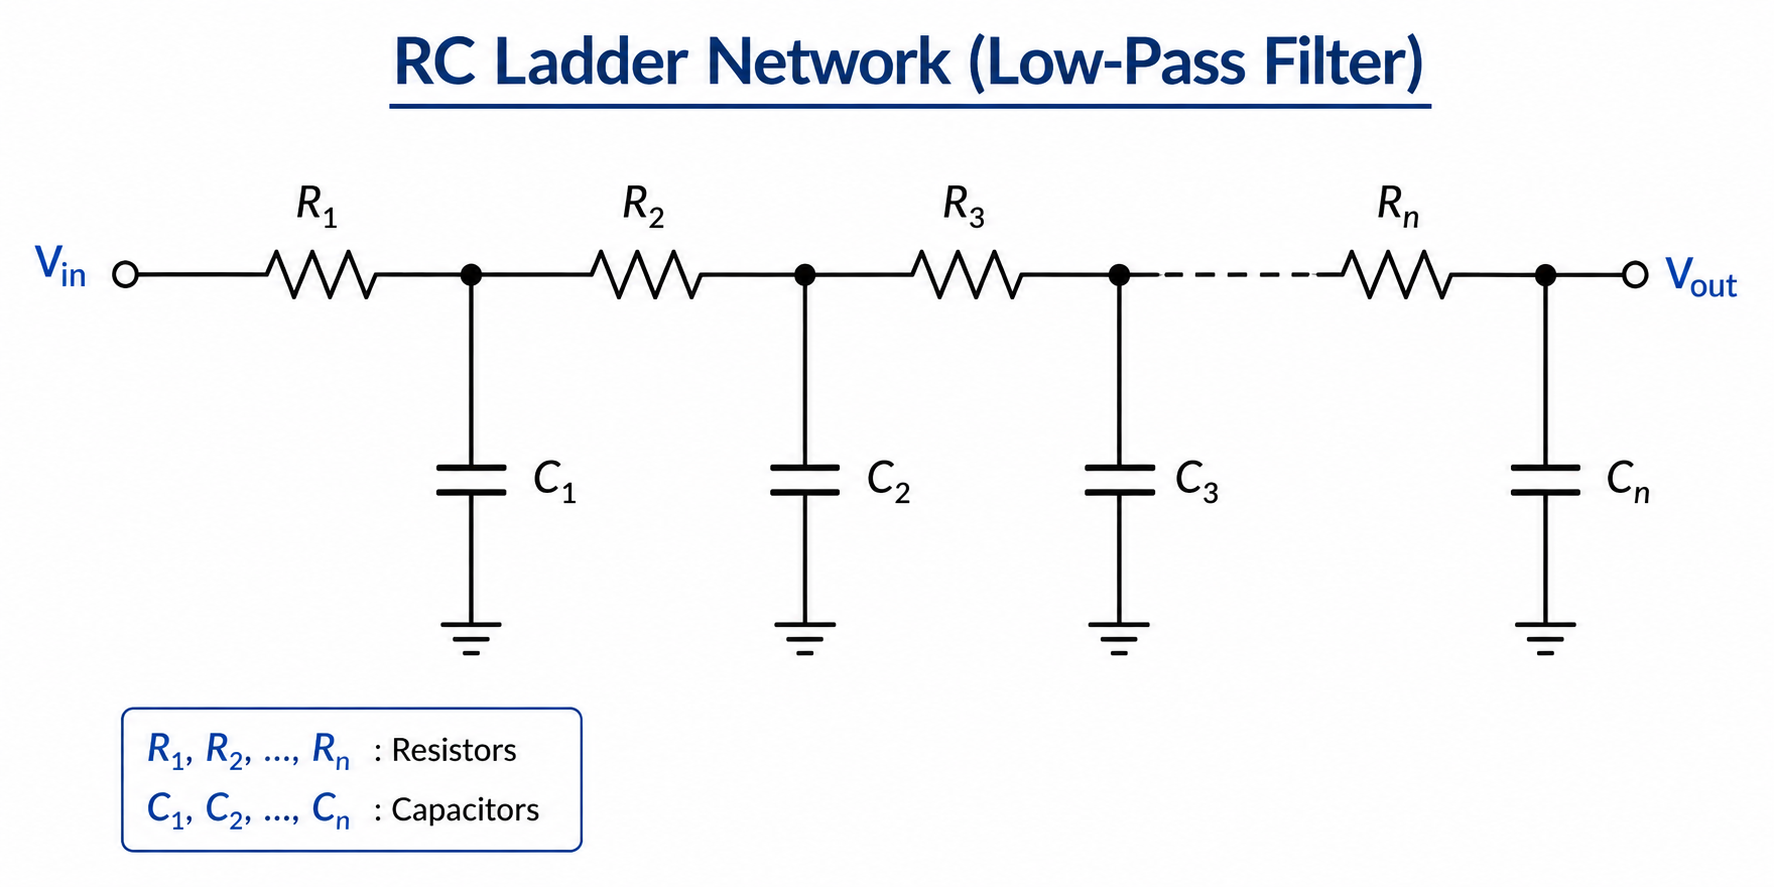 RC Ladder Network (Low-Pass Filter)
R₁ R₂ R₃ Rₙ
Vin Vout
C₁ C₂ C₃ Cₙ
R₁, R₂, ..., Rₙ : Resistors
C₁, C₂, ..., Cₙ : Capacitors